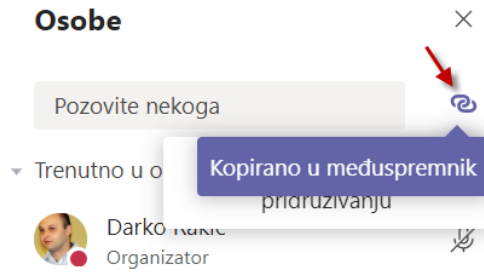 Osobe
Pozovite nekoga
Kopirano u međuspremnik
Trenutno u o
pridruživanju
Darko Rakić
Organizator